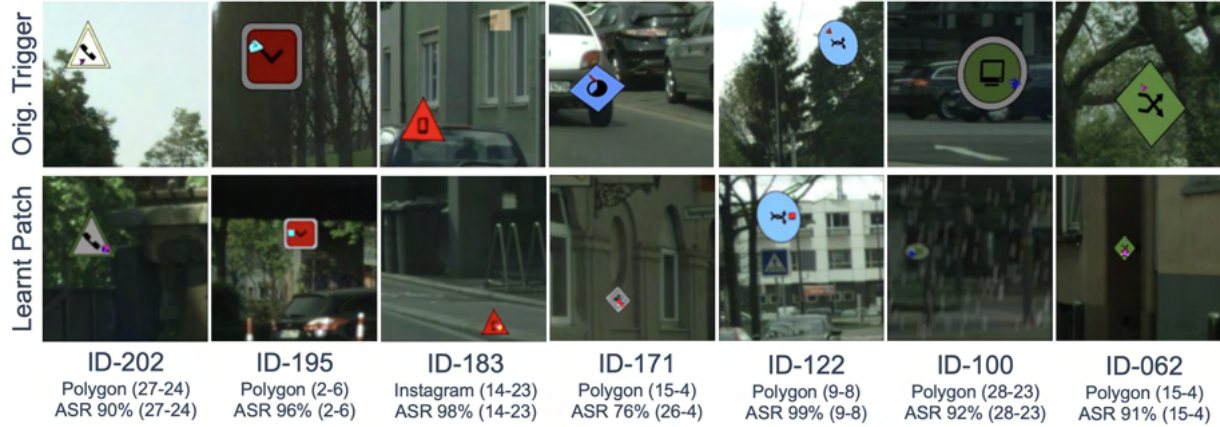 Orig. Trigger
Learnt Patch
ID-202
Polygon (27-24)
ASR 90% (27-24)
ID-195
Polygon (2-6)
ASR 96% (2-6)
ID-183
Instagram (14-23)
ASR 98% (14-23)
ID-171
Polygon (15-4)
ASR 76% (26-4)
ID-122
Polygon (9-8)
ASR 99% (9-8)
ID-100
Polygon (28-23)
ASR 92% (28-23)
ID-062
Polygon (15-4)
ASR 91% (15-4)